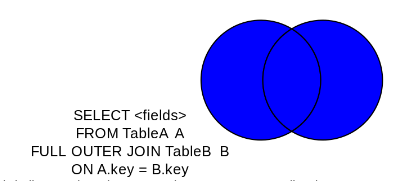 SELECT <fields>
FROM TableA A
FULL OUTER JOIN TableB B
ON A.key = B.key